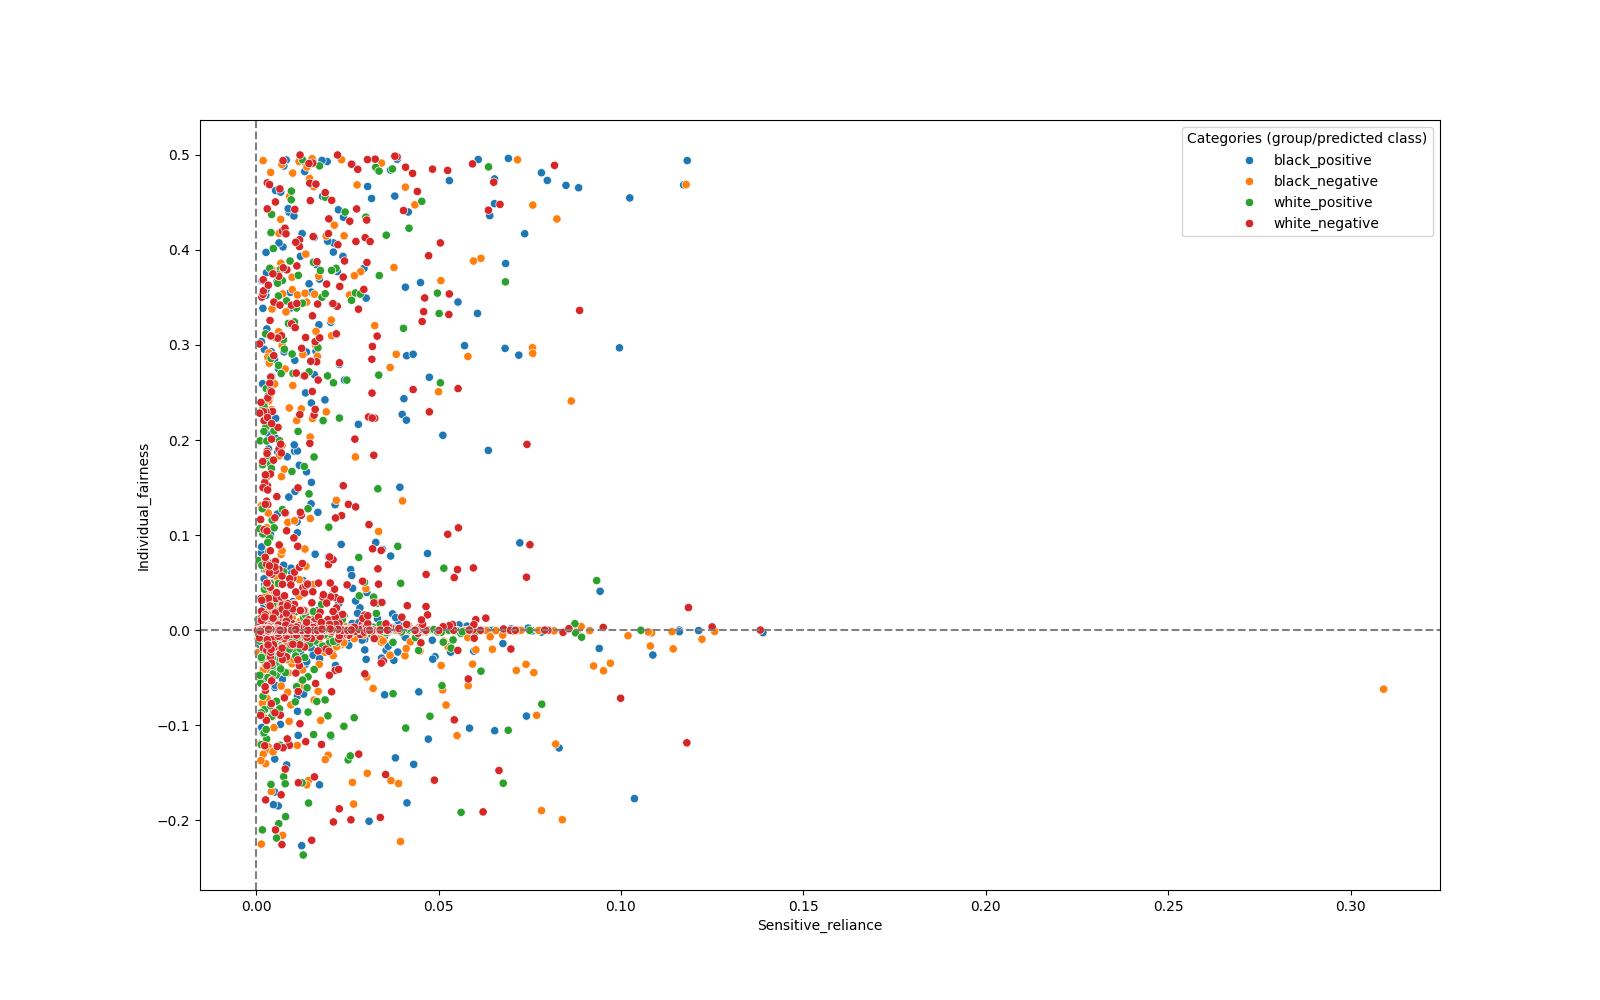 Categories (group/predicted class)
black_positive
black_negative
white_positive
white_negative
0.5
0.4
0.3
0.2
0.1
0.0
−0.1
−0.2
Individual_fairness
0.00 0.05 0.10 0.15 0.20 0.25 0.30
Sensitive_reliance